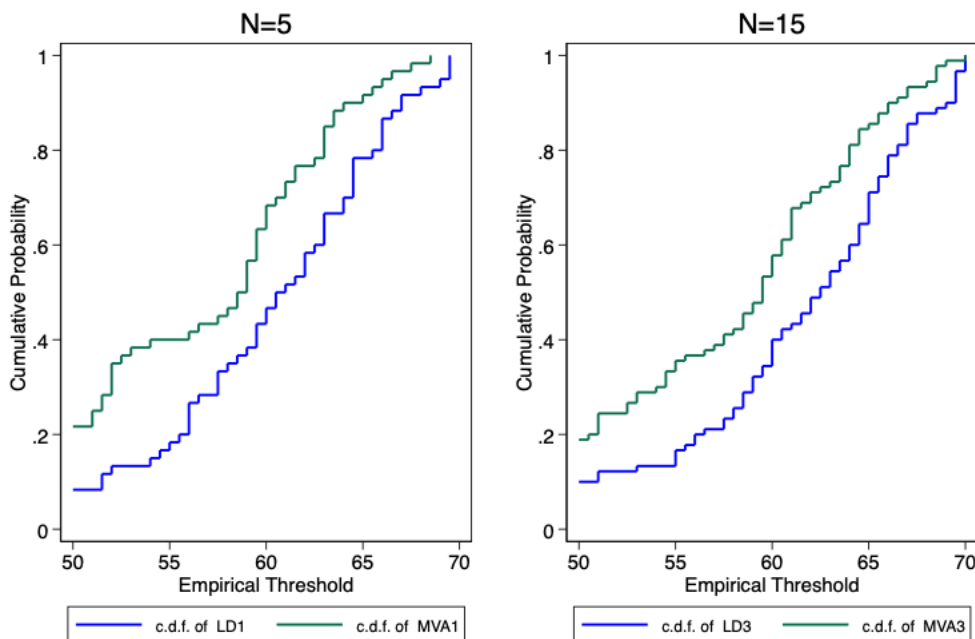 N=5
Cumulative Probability
1
.8
.6
.4
.2
0
50 55 60 65 70
Empirical Threshold
c.d.f. of LD1 c.d.f. of MVA1
N=15
Cumulative Probability
1
.8
.6
.4
.2
0
50 55 60 65 70
Empirical Threshold
c.d.f. of LD3 c.d.f. of MVA3